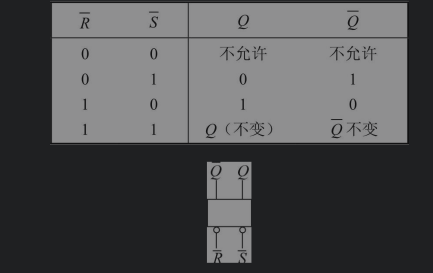 R̅ S̅ Q Q̅
0 0 不允许 不允许
0 1 0 1
1 0 1 0
1 1 Q（不变） Q̅不变
Q̅ Q
R̅ S̅